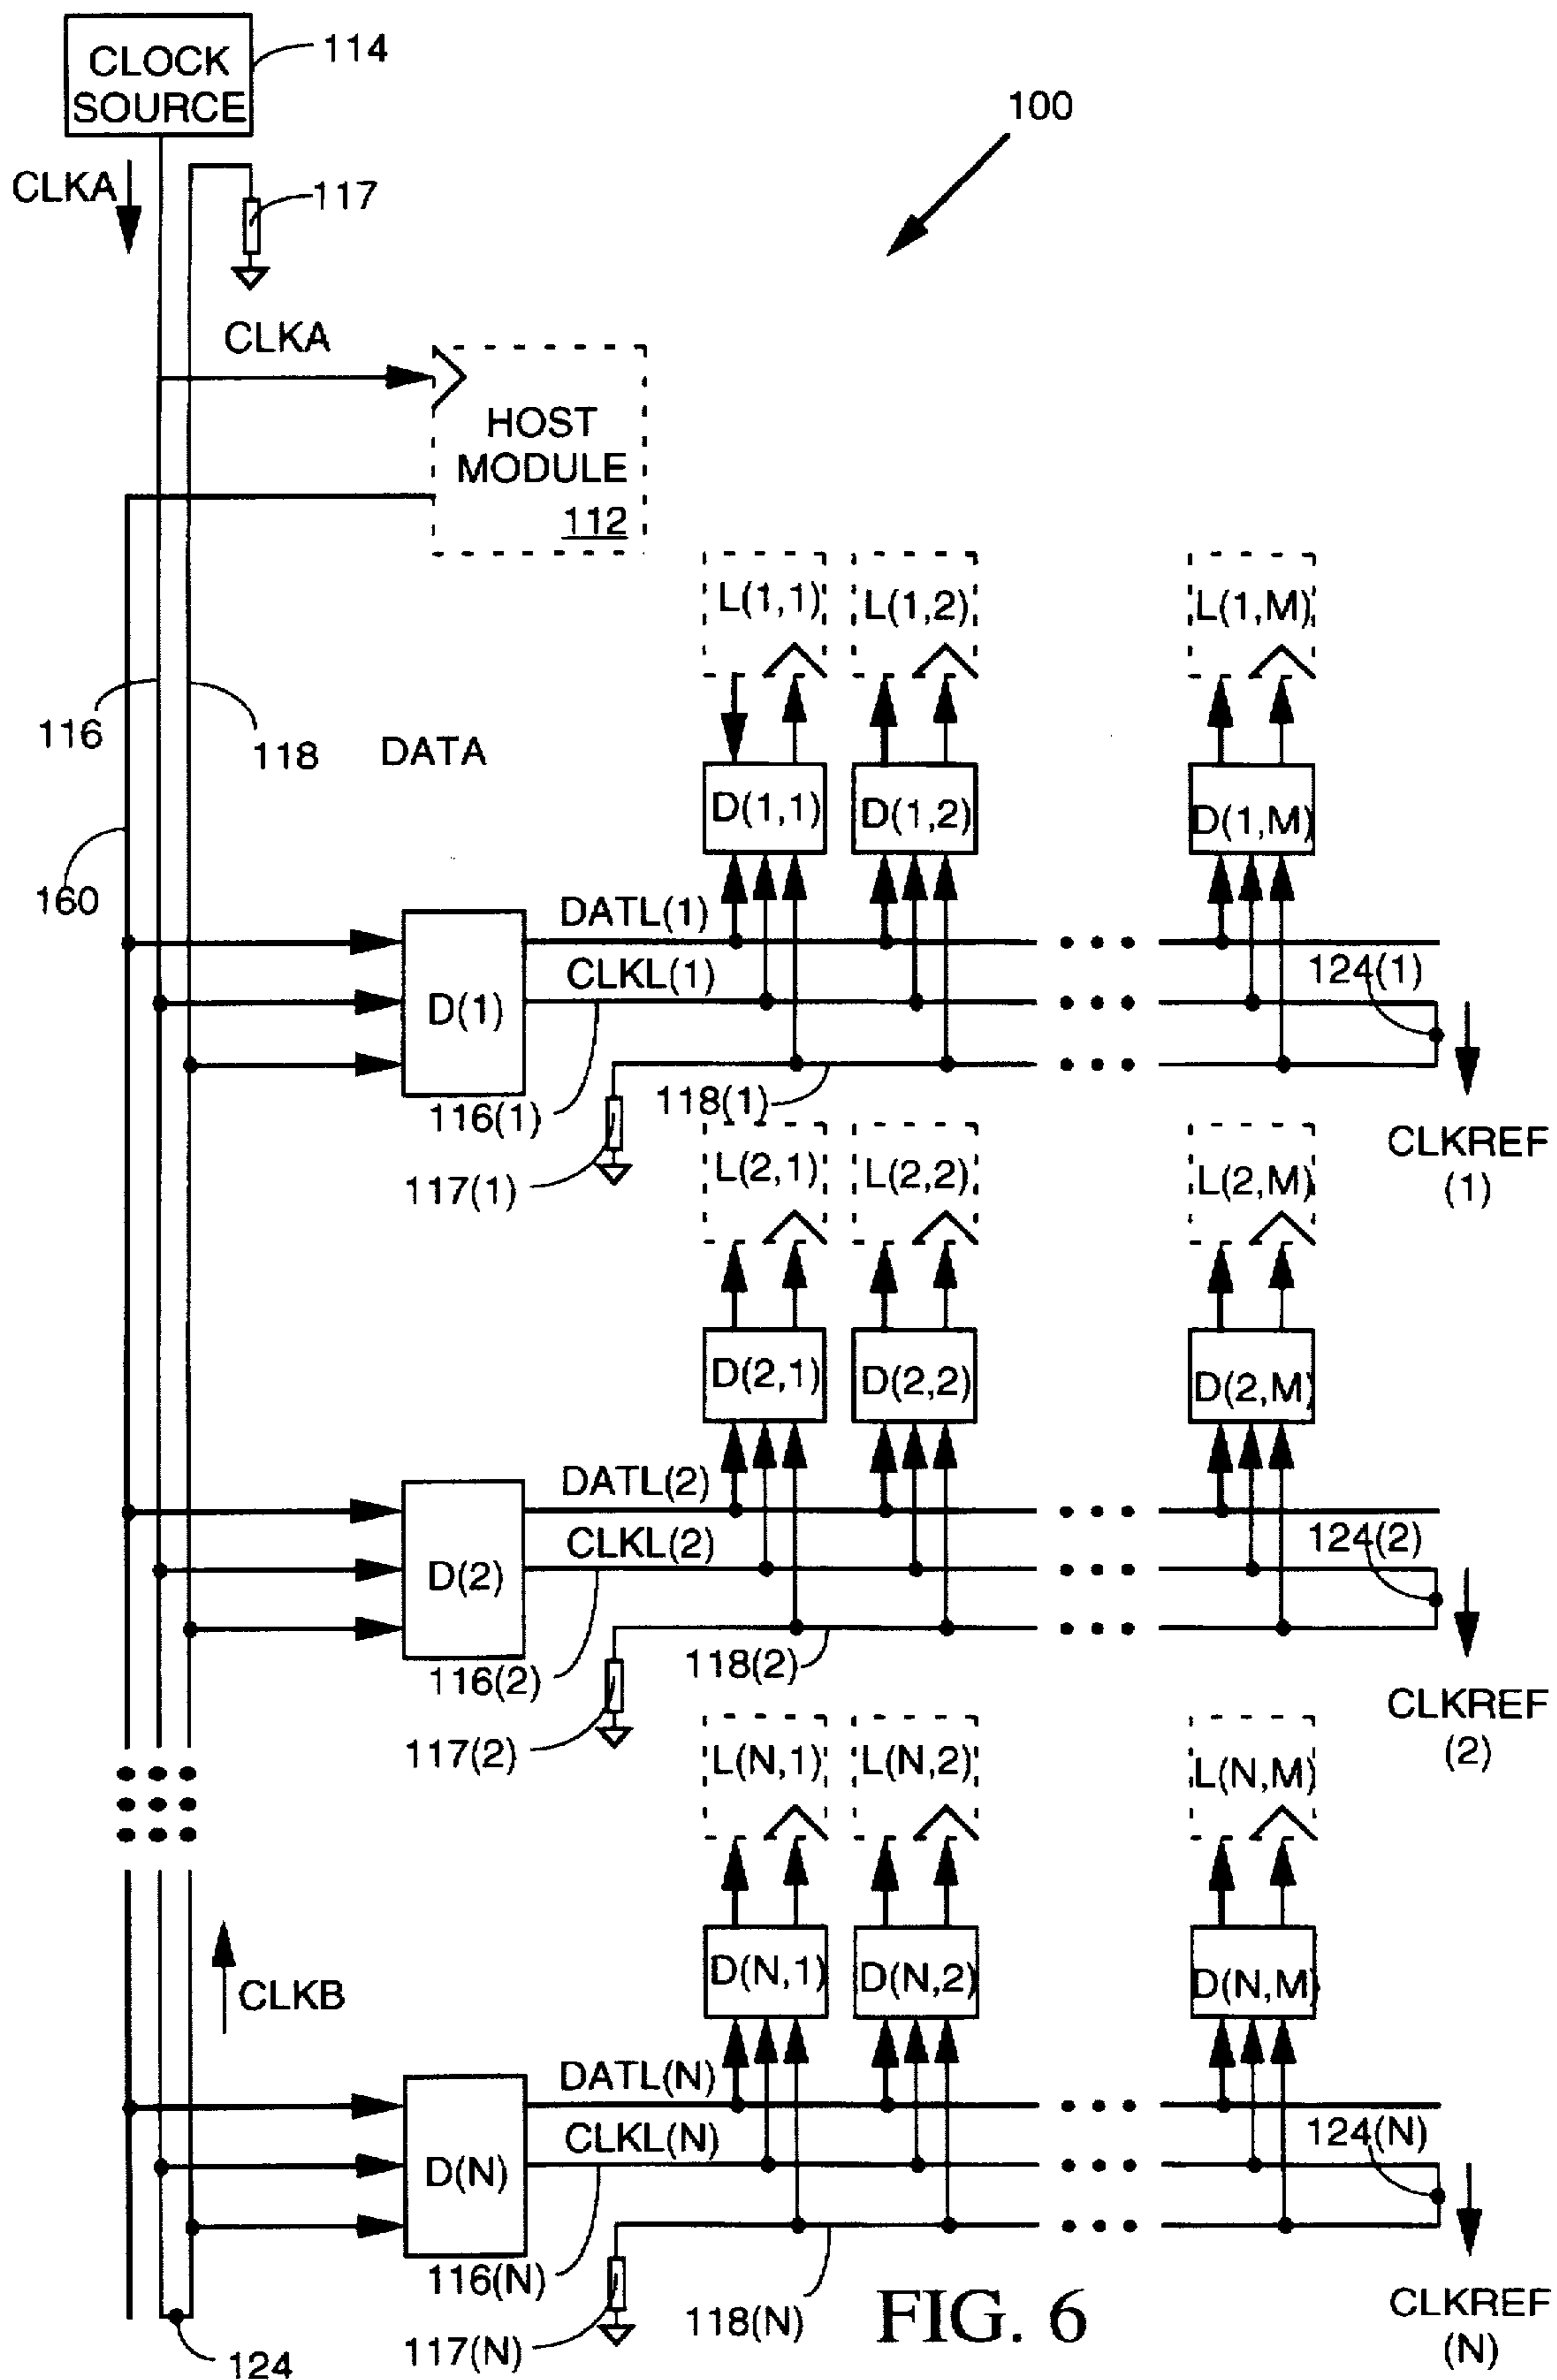 CLOCK
SOURCE
114
100
CLKA
117
CLKA
HOST
MODULE
112
L(1,1) L(1,2) L(1,M)
116
118
DATA
D(1,1) D(1,2) D(1,M)
160
DATL(1)
CLKL(1)
124(1)
D(1)
116(1)
118(1)
117(1)
CLKREF
(1)
L(2,1) L(2,2) L(2,M)
D(2,1) D(2,2) D(2,M)
DATL(2)
CLKL(2)
124(2)
D(2)
116(2)
118(2)
117(2)
CLKREF
(2)
L(N,1) L(N,2) L(N,M)
D(N,1) D(N,2) D(N,M)
CLKB
DATL(N)
CLKL(N)
124(N)
D(N)
116(N)
118(N)
117(N)
FIG. 6
CLKREF
(N)
124